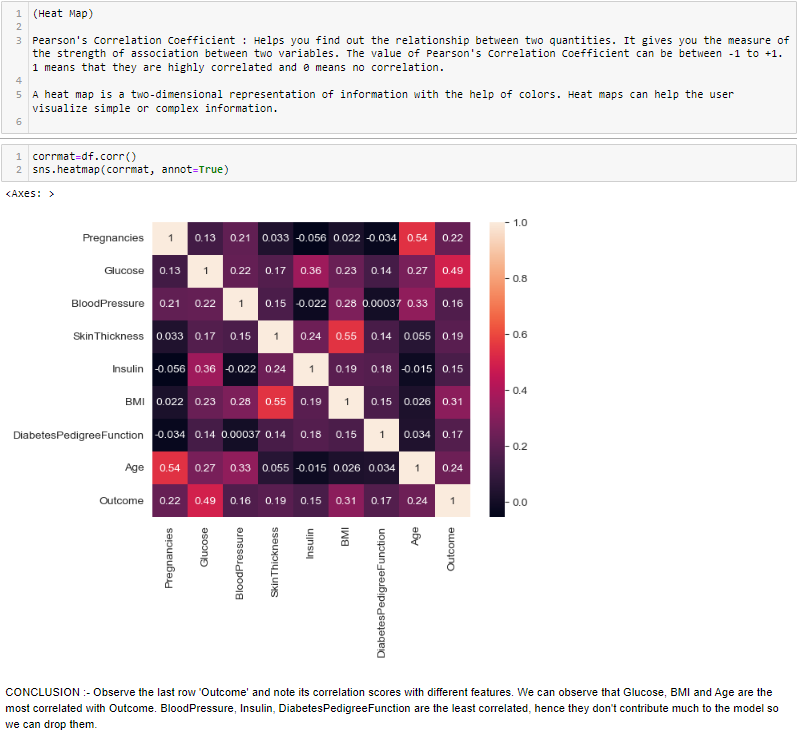 1 (Heat Map)
2
3 Pearson's Correlation Coefficient : Helps you find out the relationship between two quantities. It gives you the measure of
the strength of association between two variables. The value of Pearson's Correlation Coefficient can be between -1 to +1.
1 means that they are highly correlated and 0 means no correlation.
4
5 A heat map is a two-dimensional representation of information with the help of colors. Heat maps can help the user
visualize simple or complex information.
6
1 corrmat=df.corr()
2 sns.heatmap(corrmat, annot=True)
<Axes: >
Pregnancies 1 0.13 0.21 0.033 -0.056 0.022 -0.034 0.54 0.22
Glucose 0.13 1 0.22 0.17 0.36 0.23 0.14 0.27 0.49
BloodPressure 0.21 0.22 1 0.15 -0.022 0.28 0.00037 0.33 0.16
SkinThickness 0.033 0.17 0.15 1 0.24 0.55 0.14 0.055 0.19
Insulin -0.056 0.36 -0.022 0.24 1 0.19 0.18 -0.015 0.15
BMI 0.022 0.23 0.28 0.55 0.19 1 0.15 0.026 0.31
DiabetesPedigreeFunction -0.034 0.14 0.00037 0.14 0.18 0.15 1 0.034 0.17
Age 0.54 0.27 0.33 0.055 -0.015 0.026 0.034 1 0.24
Outcome 0.22 0.49 0.16 0.19 0.15 0.31 0.17 0.24 1
Pregnancies
Glucose
BloodPressure
SkinThickness
Insulin
BMI
DiabetesPedigreeFunction
Age
Outcome
1.0
0.8
0.6
0.4
0.2
0.0
CONCLUSION :- Observe the last row 'Outcome' and note its correlation scores with different features. We can observe that Glucose, BMI and Age are the
most correlated with Outcome. BloodPressure, Insulin, DiabetesPedigreeFunction are the least correlated, hence they don't contribute much to the model so
we can drop them.